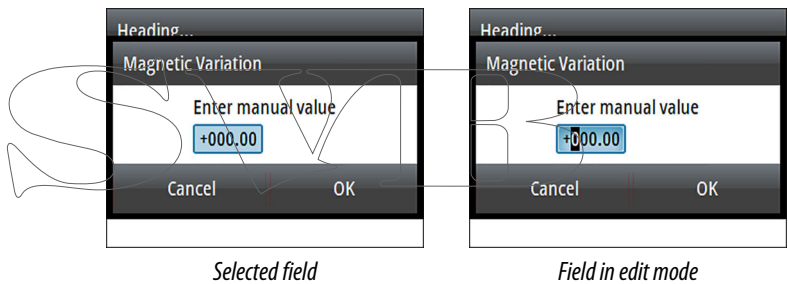 Heading...
Magnetic Variation
Enter manual value
+000.00
Cancel OK
Selected field
Heading...
Magnetic Variation
Enter manual value
+000.00
Cancel OK
Field in edit mode